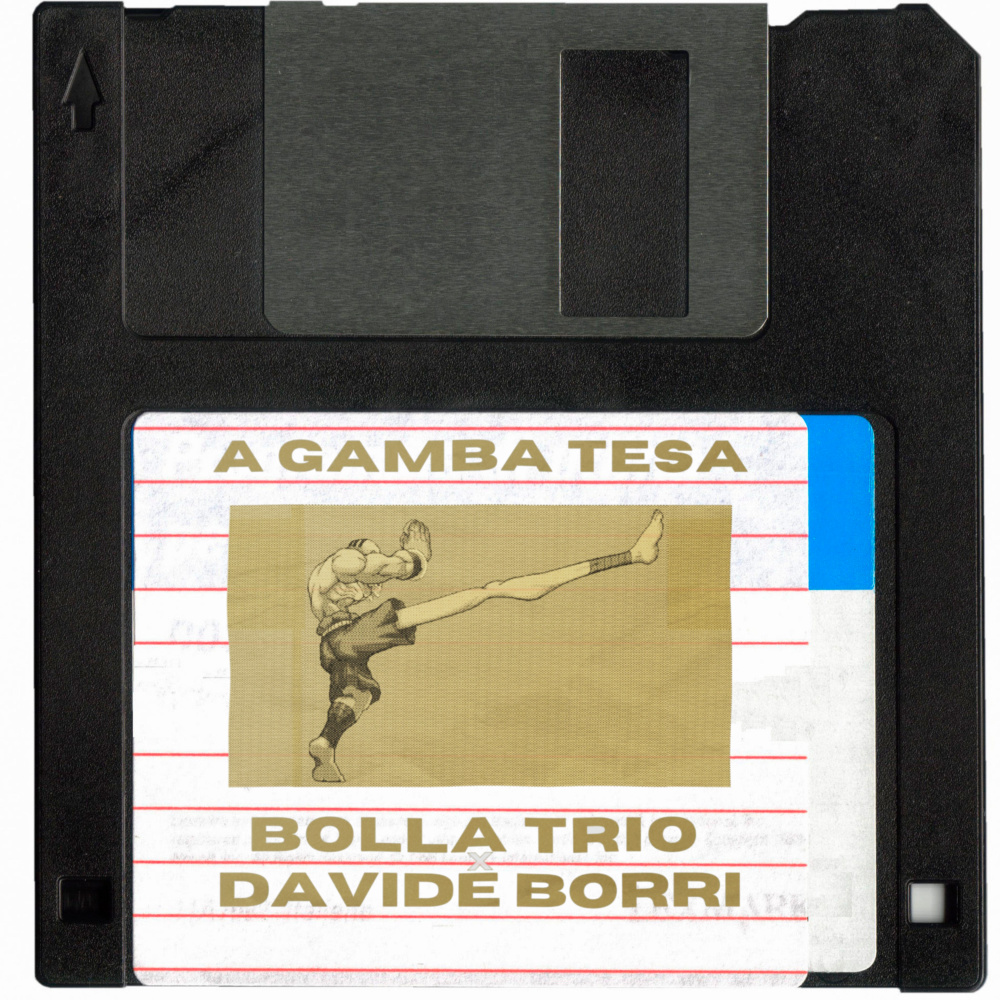 A GAMBA TESA
BOLLA TRIO
X
DAVIDE BORRI